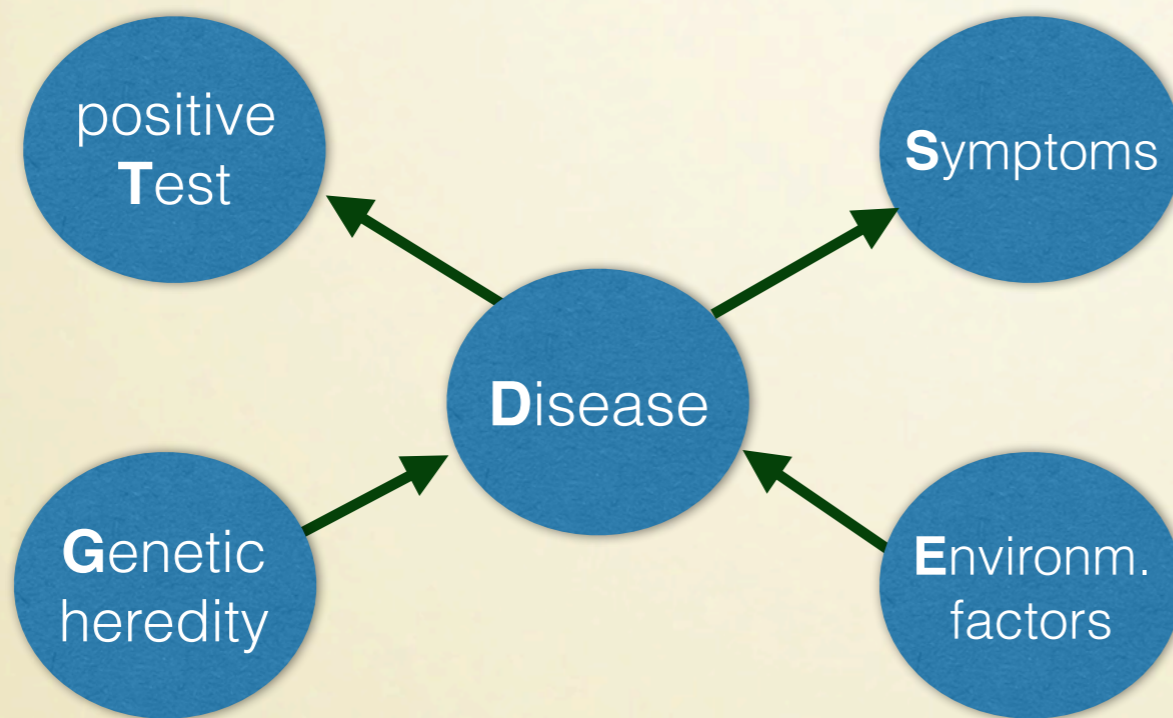 positive
Test
Symptoms
Disease
Genetic
heredity
Environm.
factors